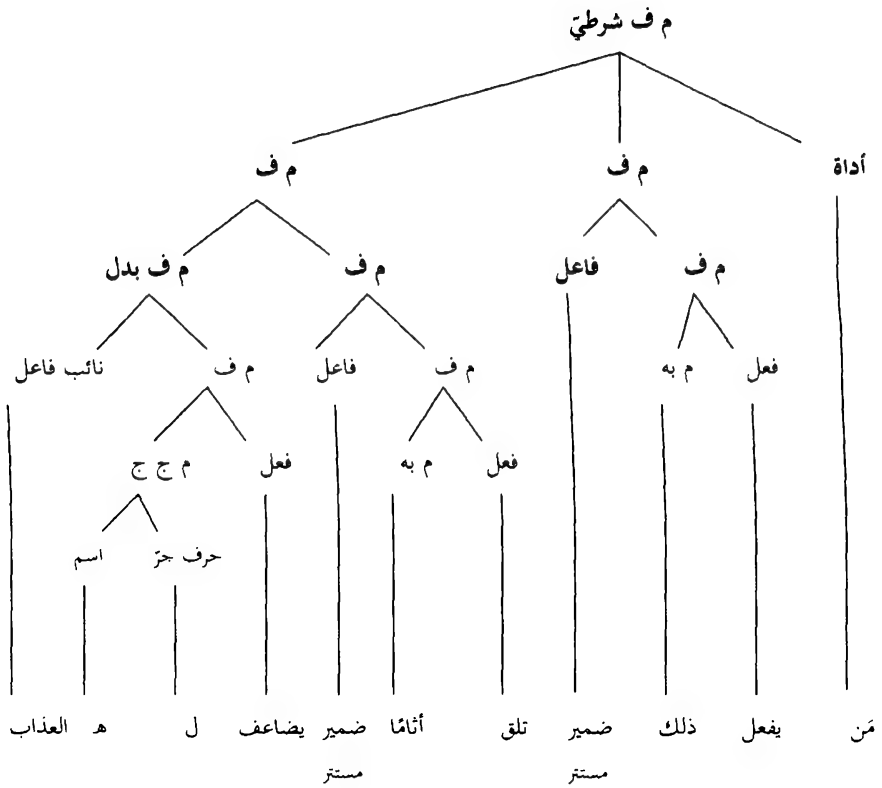 م ف شرطيّ
أداة م ف م ف
م ف فاعل م ف م ف بدل
فعل م به م ف فاعل م ف نائب فاعل
فعل م به فعل م ج ج
حرف جرّ اسم
مَن يفعل ذلك ضمير تلق أثامًا ضمير يضاعف ل ه العذاب
مستتر مستتر